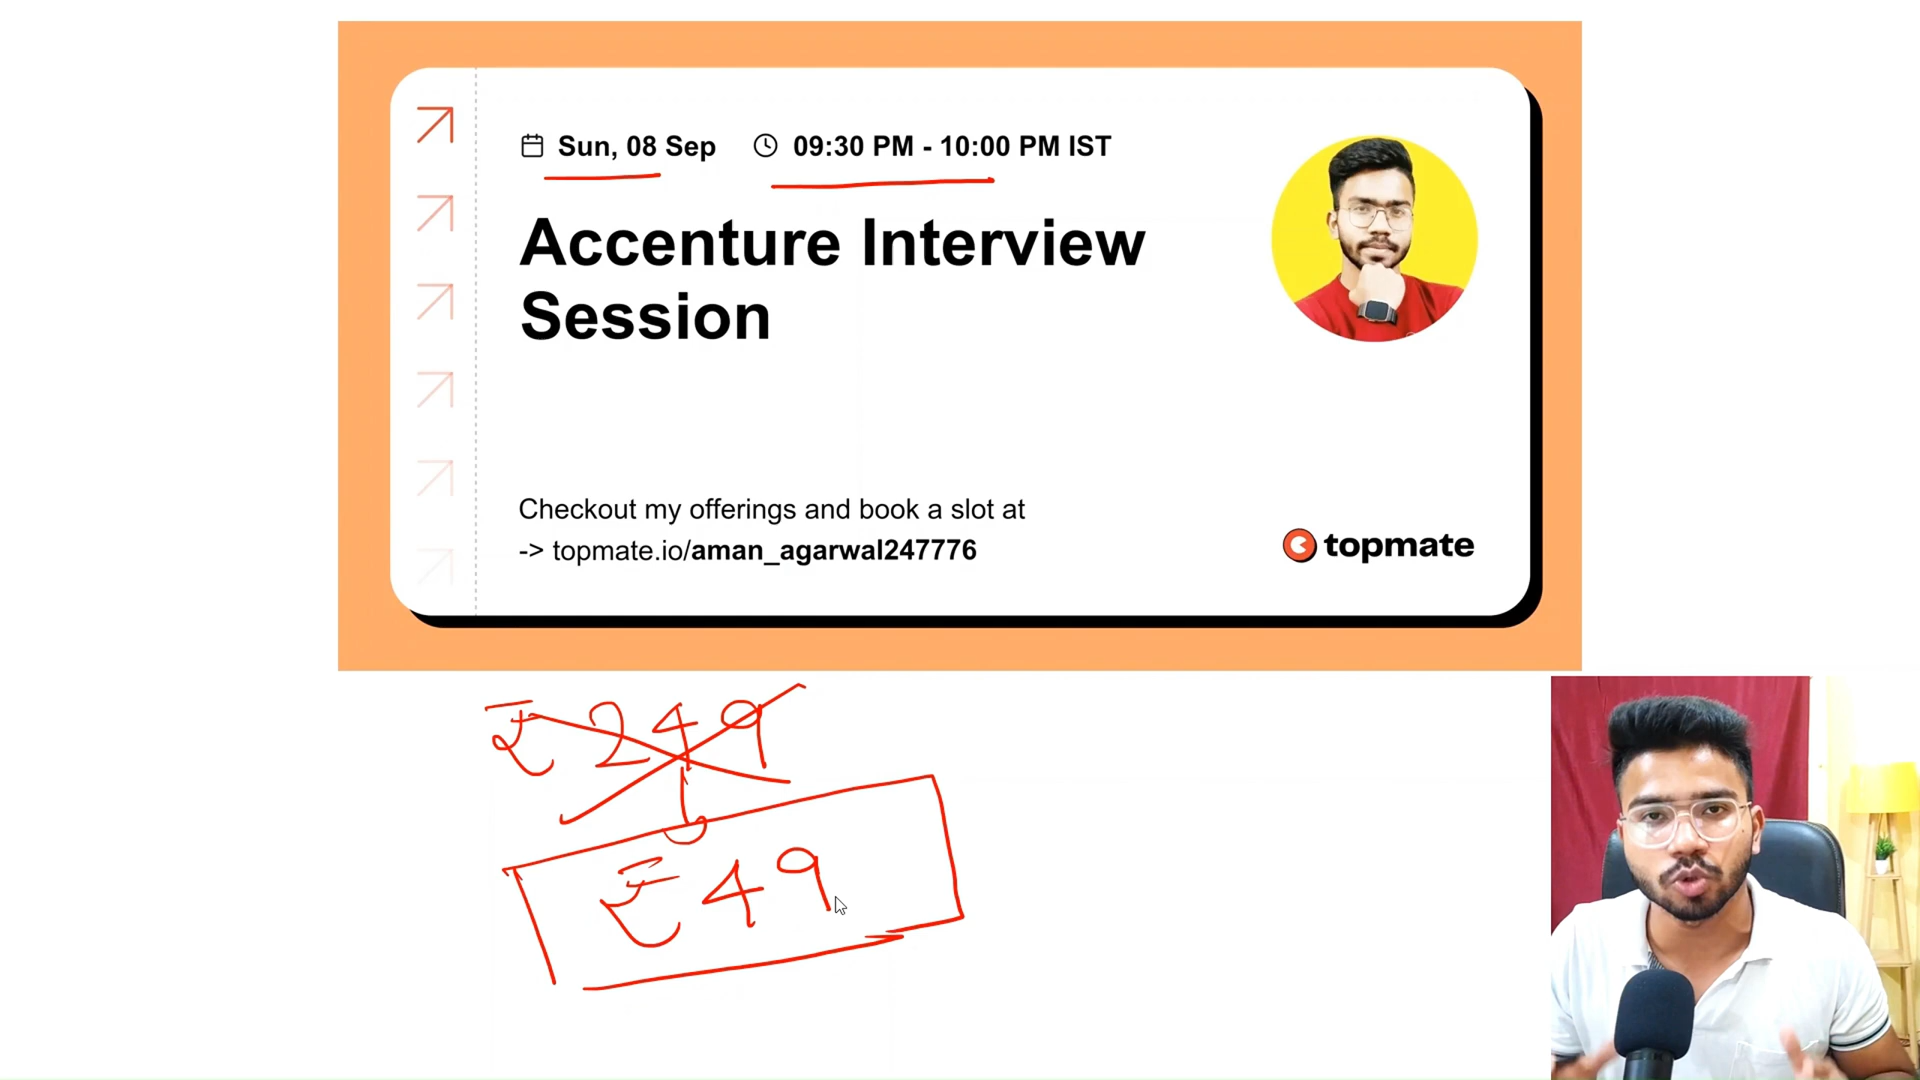 Sun, 08 Sep 09:30 PM - 10:00 PM IST
Accenture Interview
Session
Checkout my offerings and book a slot at
-> topmate.io/aman_agarwal247776
topmate
₹249
₹49